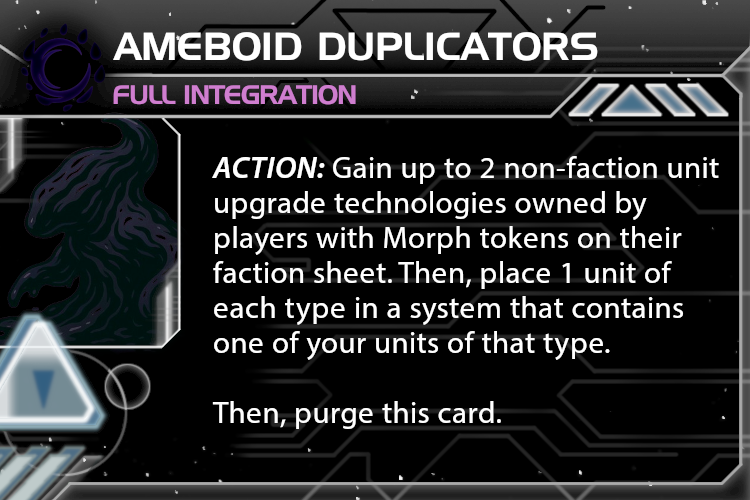 AMEBOID DUPLICATORS
FULL INTEGRATION
ACTION: Gain up to 2 non-faction unit
upgrade technologies owned by
players with Morph tokens on their
faction sheet. Then, place 1 unit of
each type in a system that contains
one of your units of that type.
Then, purge this card.